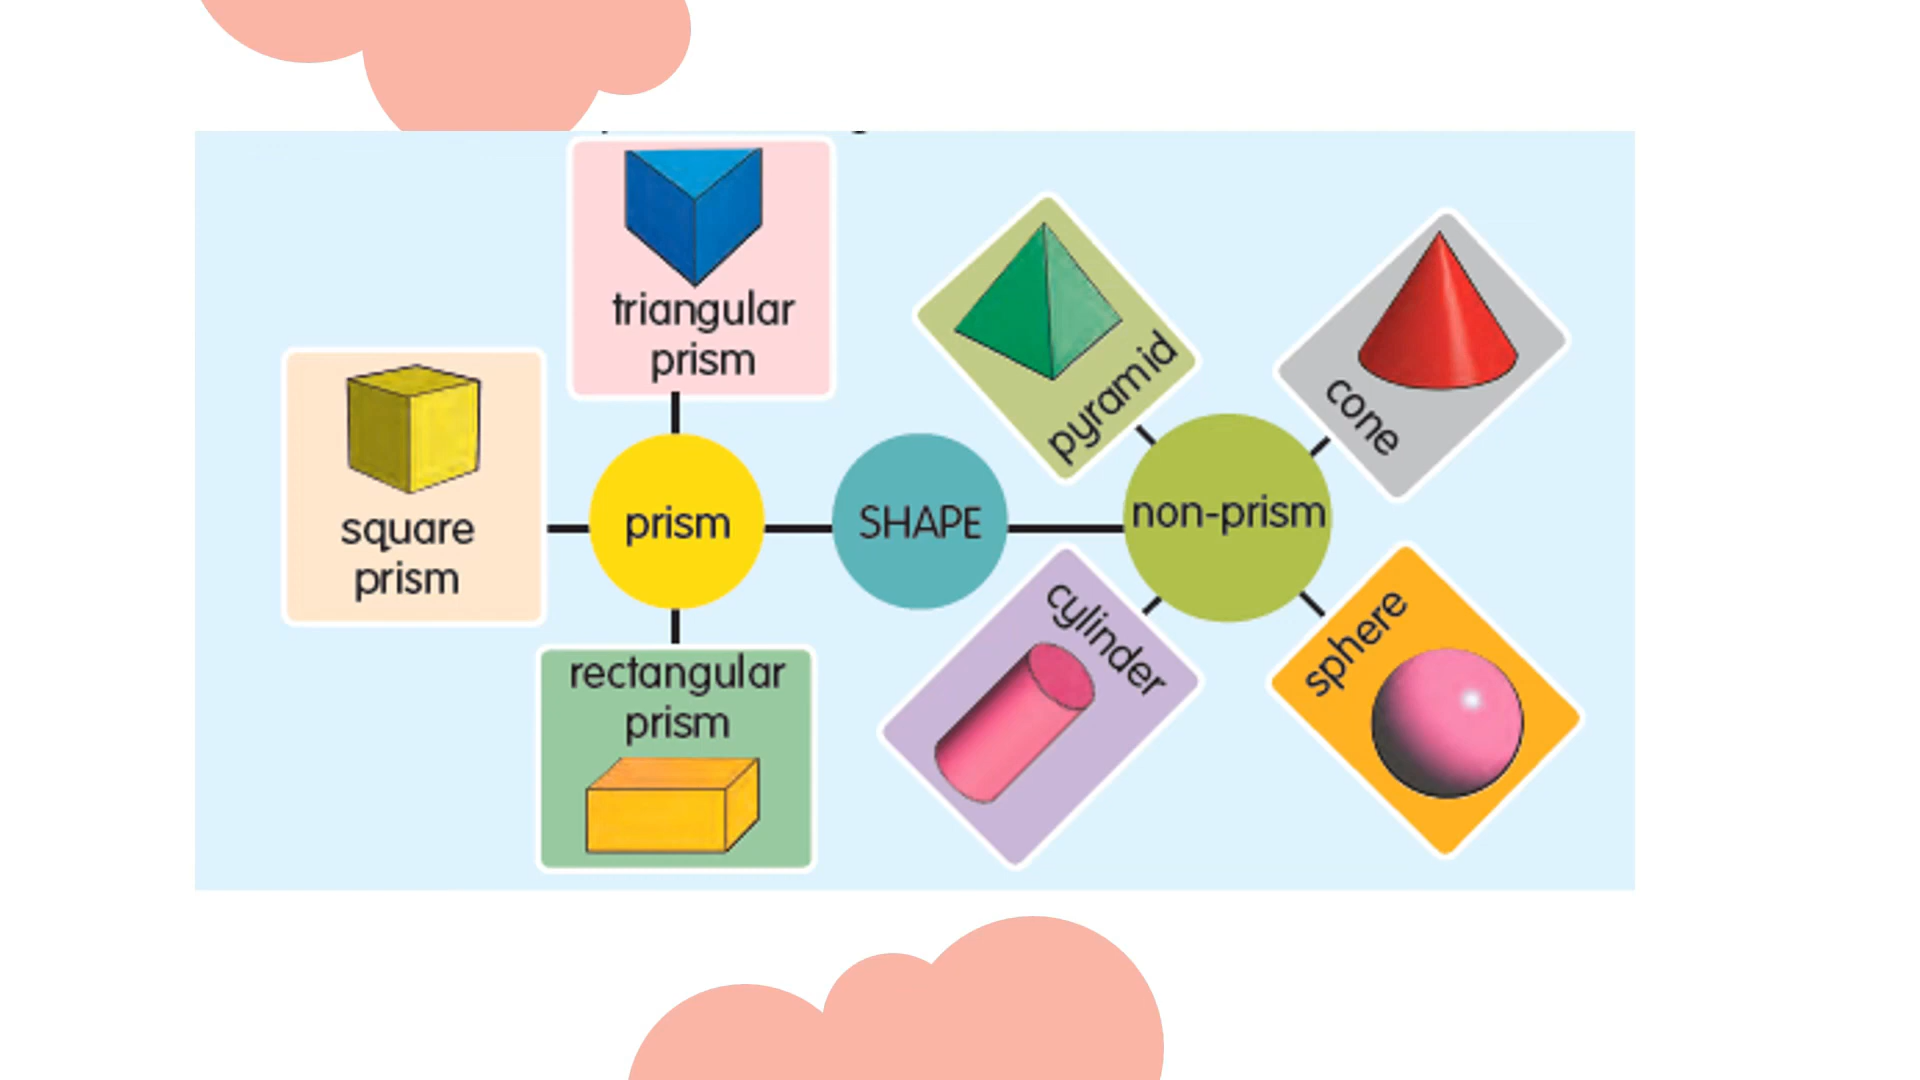 triangular
prism
square
prism
prism
rectangular
prism
SHAPE
non-prism
pyramid
cone
cylinder
sphere